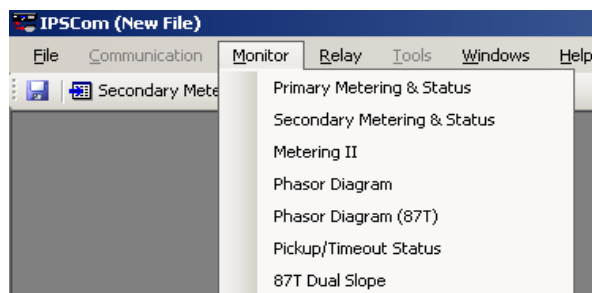 IPSCom (New File)
File Communication Monitor Relay Tools Windows Help
Secondary Mete
Primary Metering & Status
Secondary Metering & Status
Metering II
Phasor Diagram
Phasor Diagram (87T)
Pickup/Timeout Status
87T Dual Slope